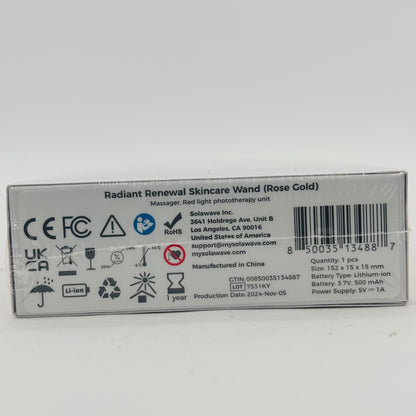 Radiant Renewal Skincare Wand (Rose Gold)
Massager, Red light phototherapy unit
CE FC
RoHS
Solawave Inc.
3641 Holdrege Ave, Unit B
Los Angeles, CA 90016
United States of America
support@mysolawave.com
mysolawave.com
Manufactured in China
UK
CA
Li-ion
1 year
GTIN 00850035134887
LOT 7531KY
Production Date: 2024-Nov-05
8 50035 13488 7
Quantity: 1 pcs
Size: 152 x 15 x 15 mm
Battery Type: Lithium-ion
Battery: 3.7V, 500 mAh
Power Supply: 5V ⎓ 1A